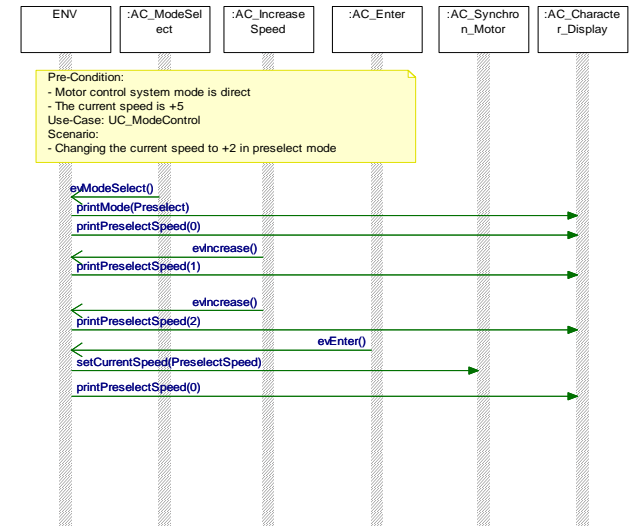 ENV
:AC_ModeSel
ect
:AC_Increase
Speed
:AC_Enter
:AC_Synchro
n_Motor
:AC_Characte
r_Display
Pre-Condition:
- Motor control system mode is direct
- The current speed is +5
Use-Case: UC_ModeControl
Scenario:
- Changing the current speed to +2 in preselect mode
evModeSelect()
printMode(Preselect)
printPreselectSpeed(0)
evIncrease()
printPreselectSpeed(1)
evIncrease()
printPreselectSpeed(2)
evEnter()
setCurrentSpeed(PreselectSpeed)
printPreselectSpeed(0)